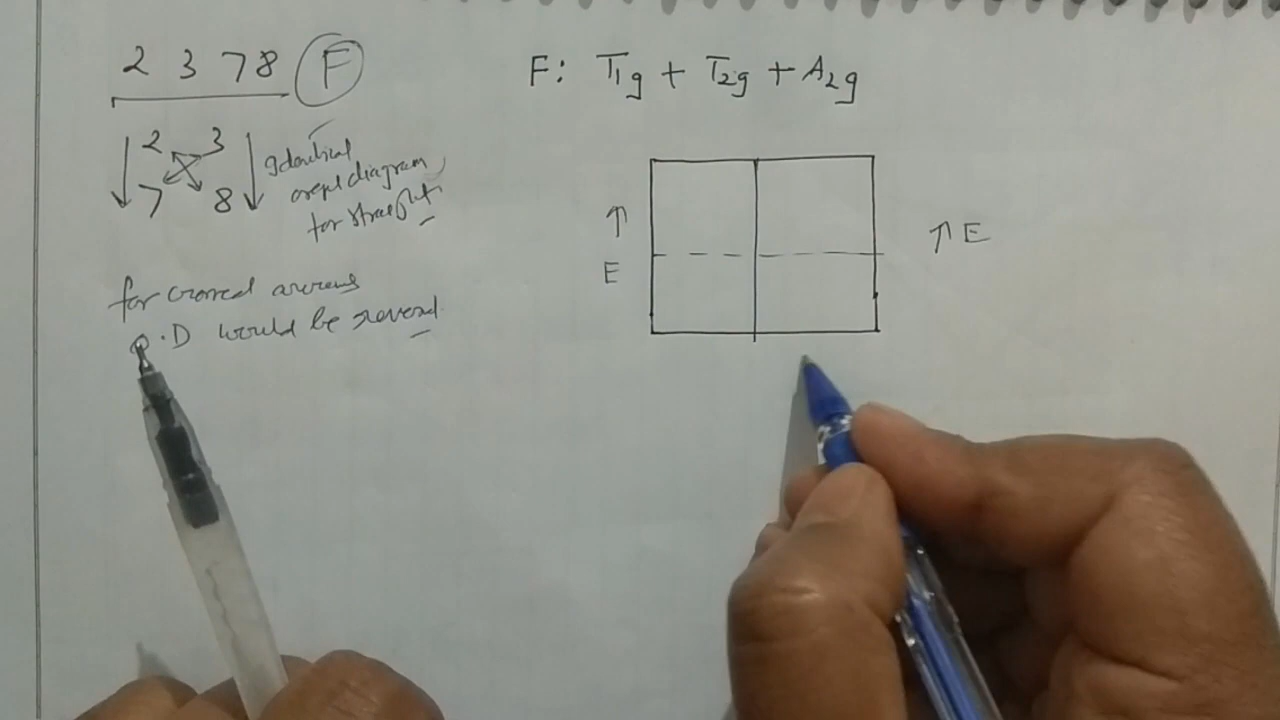 2 3 7 8 F
F: T1g + T2g + A2g
↓ 2 3 ↓
7 8
Identical
orgel diagram
for straight
for crossed arrows
O.D would be reversed.
↑
E
↑ E